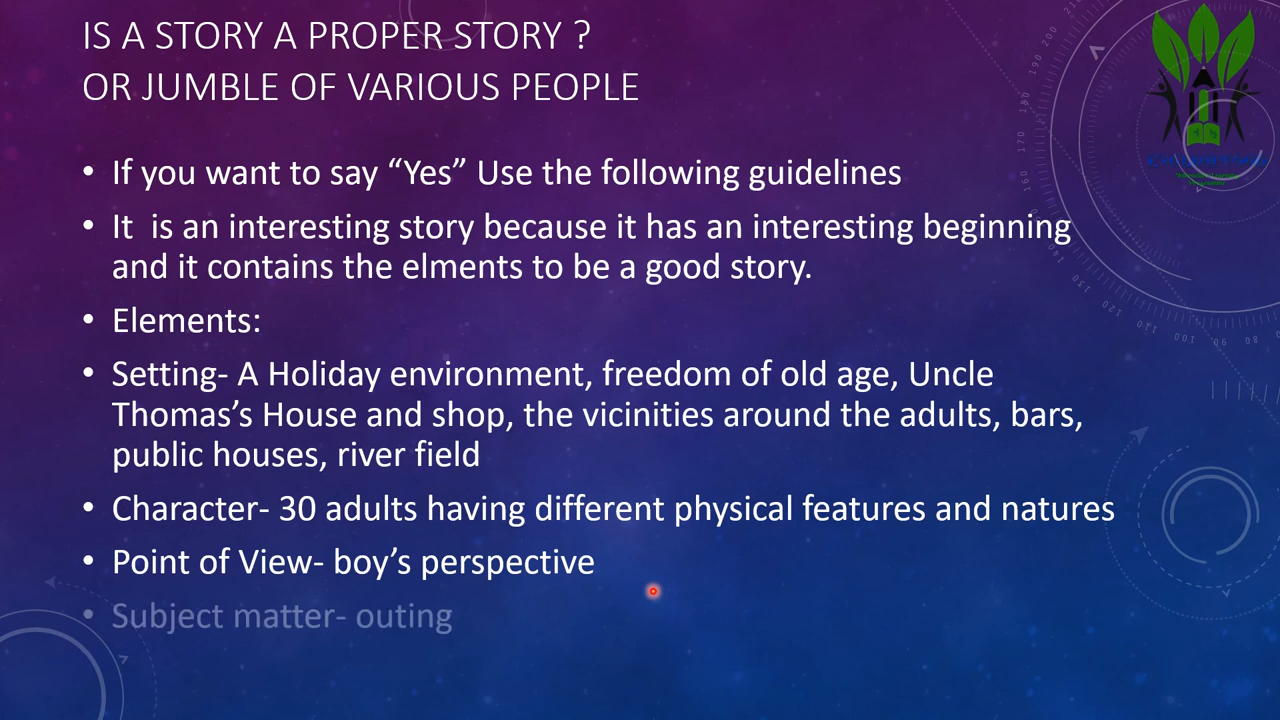 IS A STORY A PROPER STORY ?
OR JUMBLE OF VARIOUS PEOPLE
• If you want to say “Yes” Use the following guidelines
• It  is an interesting story because it has an interesting beginning
and it contains the elments to be a good story.
• Elements:
• Setting- A Holiday environment, freedom of old age, Uncle
Thomas’s House and shop, the vicinities around the adults, bars,
public houses, river field
• Character- 30 adults having different physical features and natures
• Point of View- boy’s perspective
• Subject matter- outing